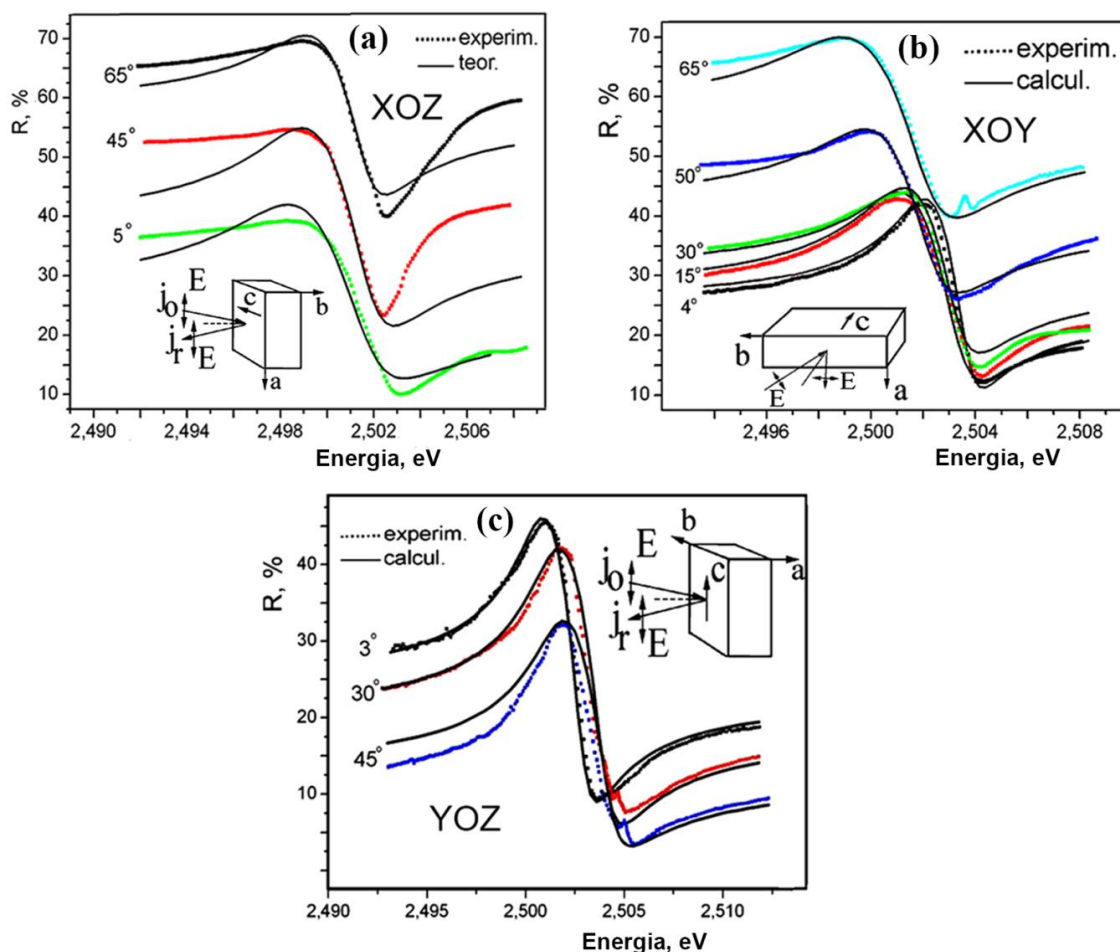 (a)
experim.
teor.
XOZ
R, %
70
60
50
40
30
20
10
65°
45°
5°
j₀ E
jᵣ E
c
b
a
2,490 2,494 2,498 2,502 2,506
Energia, eV
(b)
experim.
calcul.
XOY
R, %
70
60
50
40
30
20
10
65°
50°
30°
15°
4°
c
b
E
E
a
2,496 2,500 2,504 2,508
Energia, eV
(c)
experim.
calcul.
YOZ
R, %
40
30
20
10
3°
30°
45°
b
j₀ E
jᵣ E
c
a
2,490 2,495 2,500 2,505 2,510
Energia, eV